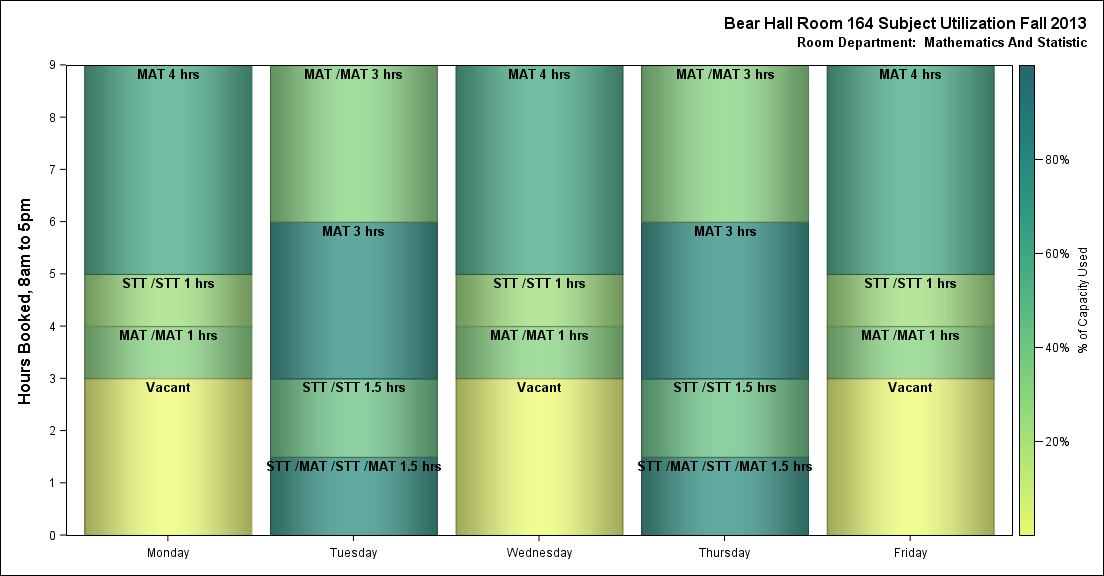 Bear Hall Room 164 Subject Utilization Fall 2013
Room Department:  Mathematics And Statistic
Hours Booked, 8am to 5pm
9
8
7
6
5
4
3
2
1
0
MAT 4 hrs
STT /STT 1 hrs
MAT /MAT 1 hrs
Vacant
MAT /MAT 3 hrs
MAT 3 hrs
STT /STT 1.5 hrs
STT /MAT /STT /MAT 1.5 hrs
MAT 4 hrs
STT /STT 1 hrs
MAT /MAT 1 hrs
Vacant
MAT /MAT 3 hrs
MAT 3 hrs
STT /STT 1.5 hrs
STT /MAT /STT /MAT 1.5 hrs
MAT 4 hrs
STT /STT 1 hrs
MAT /MAT 1 hrs
Vacant
Monday
Tuesday
Wednesday
Thursday
Friday
80%
60%
40%
20%
% of Capacity Used